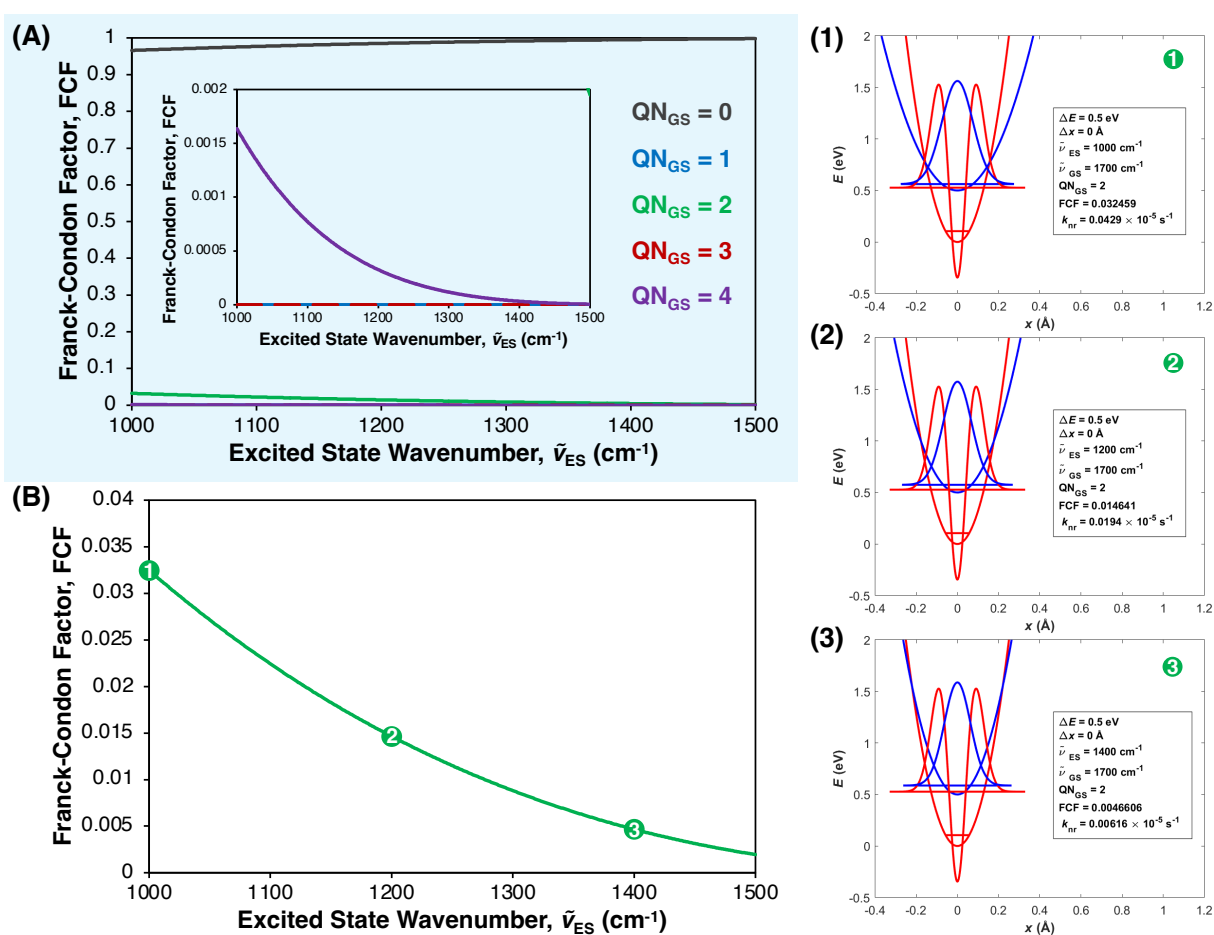 (A)
Franck-Condon Factor, FCF
1
0.9
0.8
0.7
0.6
0.5
0.4
0.3
0.2
0.1
0
1000 1100 1200 1300 1400 1500
Excited State Wavenumber, ṽES (cm-1)
Franck-Condon Factor, FCF
0.002
0.0015
0.001
0.0005
0
1000 1100 1200 1300 1400 1500
Excited State Wavenumber, ṽES (cm-1)
QNGS = 0
QNGS = 1
QNGS = 2
QNGS = 3
QNGS = 4
(B)
Franck-Condon Factor, FCF
0.04
0.035
0.03
0.025
0.02
0.015
0.01
0.005
0
1
2
3
1000 1100 1200 1300 1400 1500
Excited State Wavenumber, ṽES (cm-1)
(1)
1
E (eV)
2
1.5
1
0.5
0
-0.5
ΔE = 0.5 eV
Δx = 0 Å
ṽ ES = 1000 cm-1
ṽ GS = 1700 cm-1
QNGS = 2
FCF = 0.032459
knr = 0.0429 × 10-5 s-1
-0.4 -0.2 0 0.2 0.4 0.6 0.8 1 1.2
x (Å)
(2)
2
E (eV)
2
1.5
1
0.5
0
-0.5
ΔE = 0.5 eV
Δx = 0 Å
ṽ ES = 1200 cm-1
ṽ GS = 1700 cm-1
QNGS = 2
FCF = 0.014641
knr = 0.0194 × 10-5 s-1
-0.4 -0.2 0 0.2 0.4 0.6 0.8 1 1.2
x (Å)
(3)
3
E (eV)
2
1.5
1
0.5
0
-0.5
ΔE = 0.5 eV
Δx = 0 Å
ṽ ES = 1400 cm-1
ṽ GS = 1700 cm-1
QNGS = 2
FCF = 0.0046606
knr = 0.00616 × 10-5 s-1
-0.4 -0.2 0 0.2 0.4 0.6 0.8 1 1.2
x (Å)